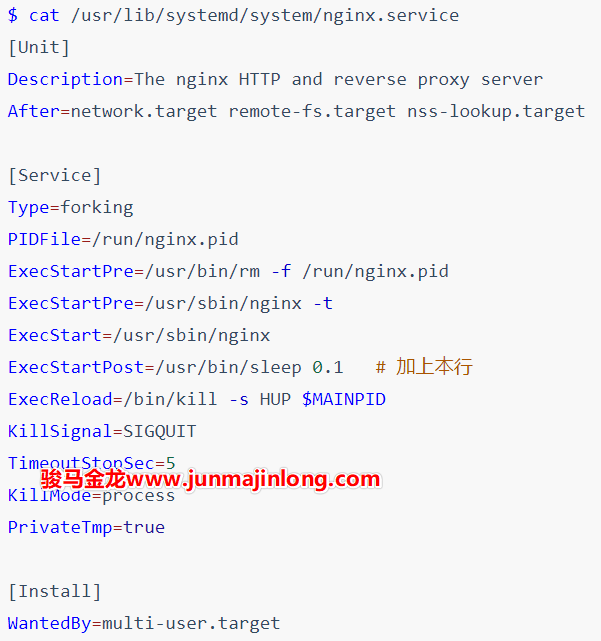 $ cat /usr/lib/systemd/system/nginx.service
[Unit]
Description=The nginx HTTP and reverse proxy server
After=network.target remote-fs.target nss-lookup.target
[Service]
Type=forking
PIDFile=/run/nginx.pid
ExecStartPre=/usr/bin/rm -f /run/nginx.pid
ExecStartPre=/usr/sbin/nginx -t
ExecStart=/usr/sbin/nginx
ExecStartPost=/usr/bin/sleep 0.1   # 加上本行
ExecReload=/bin/kill -s HUP $MAINPID
KillSignal=SIGQUIT
TimeoutStopSec=5
骏马金龙www.junmajinlong.com
KillMode=process
PrivateTmp=true
[Install]
WantedBy=multi-user.target